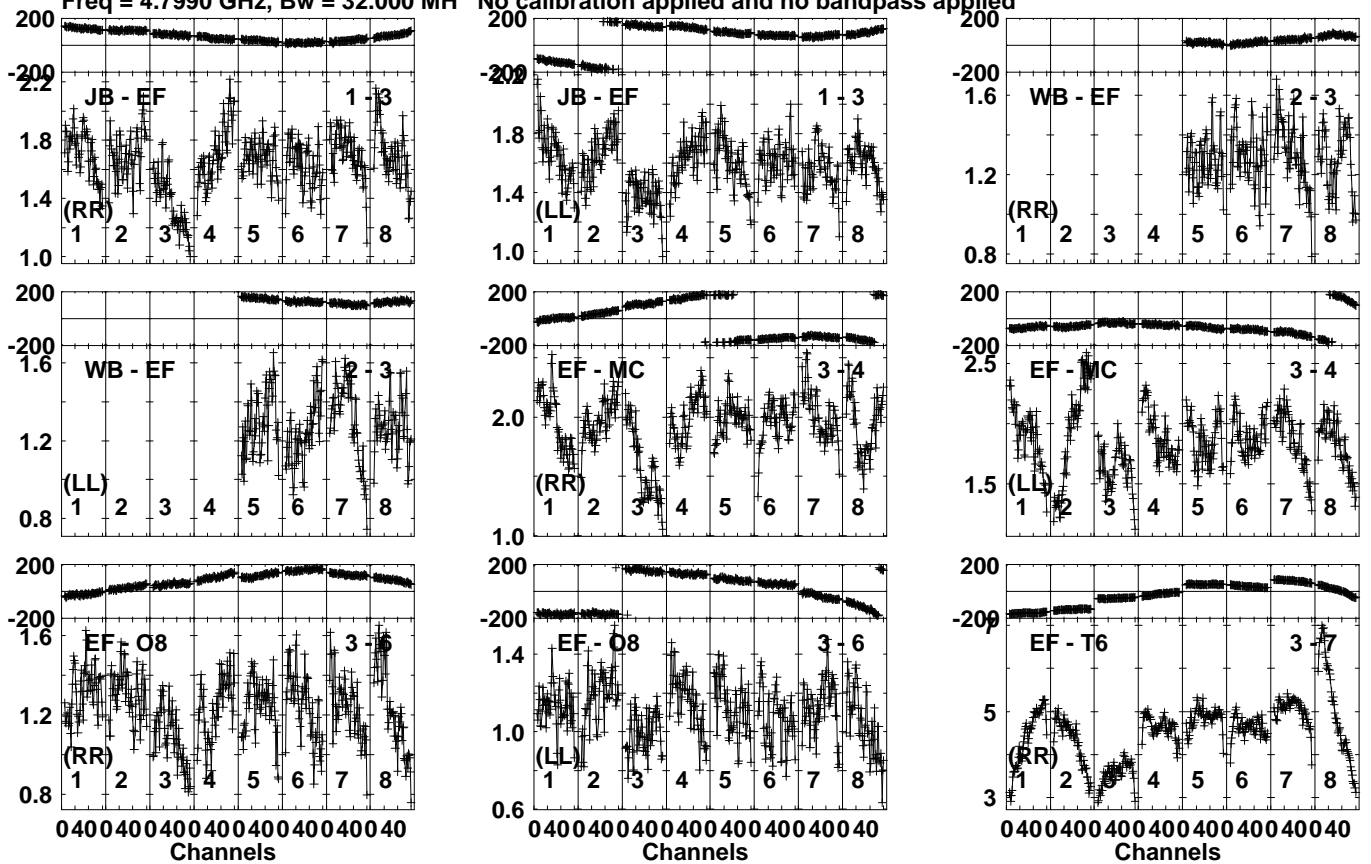 Freq = 4.7990 GHz, Bw = 32.000 MH No calibration applied and no bandpass applied
200 200 200
-200 -200 -200
2.2 JB - EF 1 - 3 2.2 JB - EF 1 - 3 1.6 WB - EF 2 - 3
1.8 1.8
1.4 1.4 1.2
(RR) (LL) (RR)
1 2 3 4 5 6 7 8 1 2 3 4 5 6 7 8 1 2 3 4 5 6 7 8
1.0 1.0 0.8
200 200 200
-200 -200 -200
1.6 WB - EF 2 - 3 EF - MC 3 - 4 2.5 EF - MC 3 - 4
2.0
1.2
(LL) (RR) 1.5 (LL)
1 2 3 4 5 6 7 8 1 2 3 4 5 6 7 8 1 2 3 4 5 6 7 8
0.8 1.0
200 200 200
-200 -200 -200
1.6 EF - O8 3 - 6 EF - O8 3 - 6 7 EF - T6 3 - 7
1.4
1.2 5
1.0
(RR) (LL) (RR)
1 2 3 4 5 6 7 8 1 2 3 4 5 6 7 8 1 2 3 4 5 6 7 8
0.8 0.6 3
0 40 0 40 0 40 0 40 0 40 0 40 0 40 0 40 0 40 0 40 0 40 0 40 0 40 0 40 0 40 0 40 0 40 0 40 0 40 0 40 0 40 0 40 0 40 0 40
Channels Channels Channels